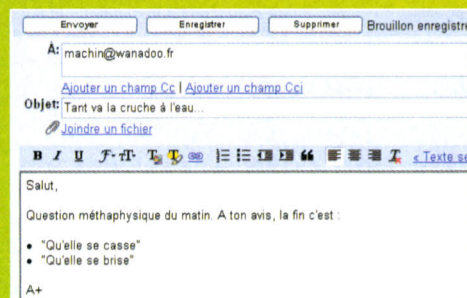 Envoyer Enregistrer Supprimer Brouillon enregistré
À: machin@wanadoo.fr
Ajouter un champ Cc | Ajouter un champ Cci
Objet: Tant va la cruche à l'eau...
Joindre un fichier
B I U F T T T T « Texte
Salut,
Question méthaphysique du matin. A ton avis, la fin c'est :
• "Qu'elle se casse"
• "Qu'elle se brise"
A+